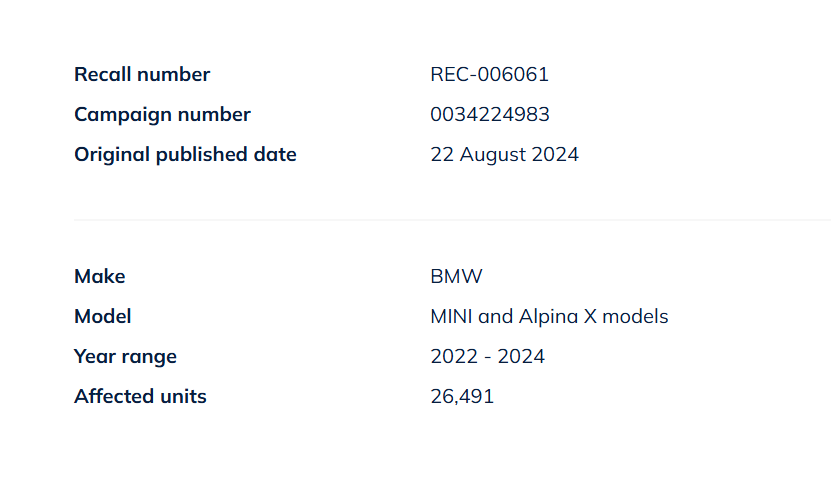 Recall number REC-006061
Campaign number 0034224983
Original published date 22 August 2024
Make BMW
Model MINI and Alpina X models
Year range 2022 - 2024
Affected units 26,491